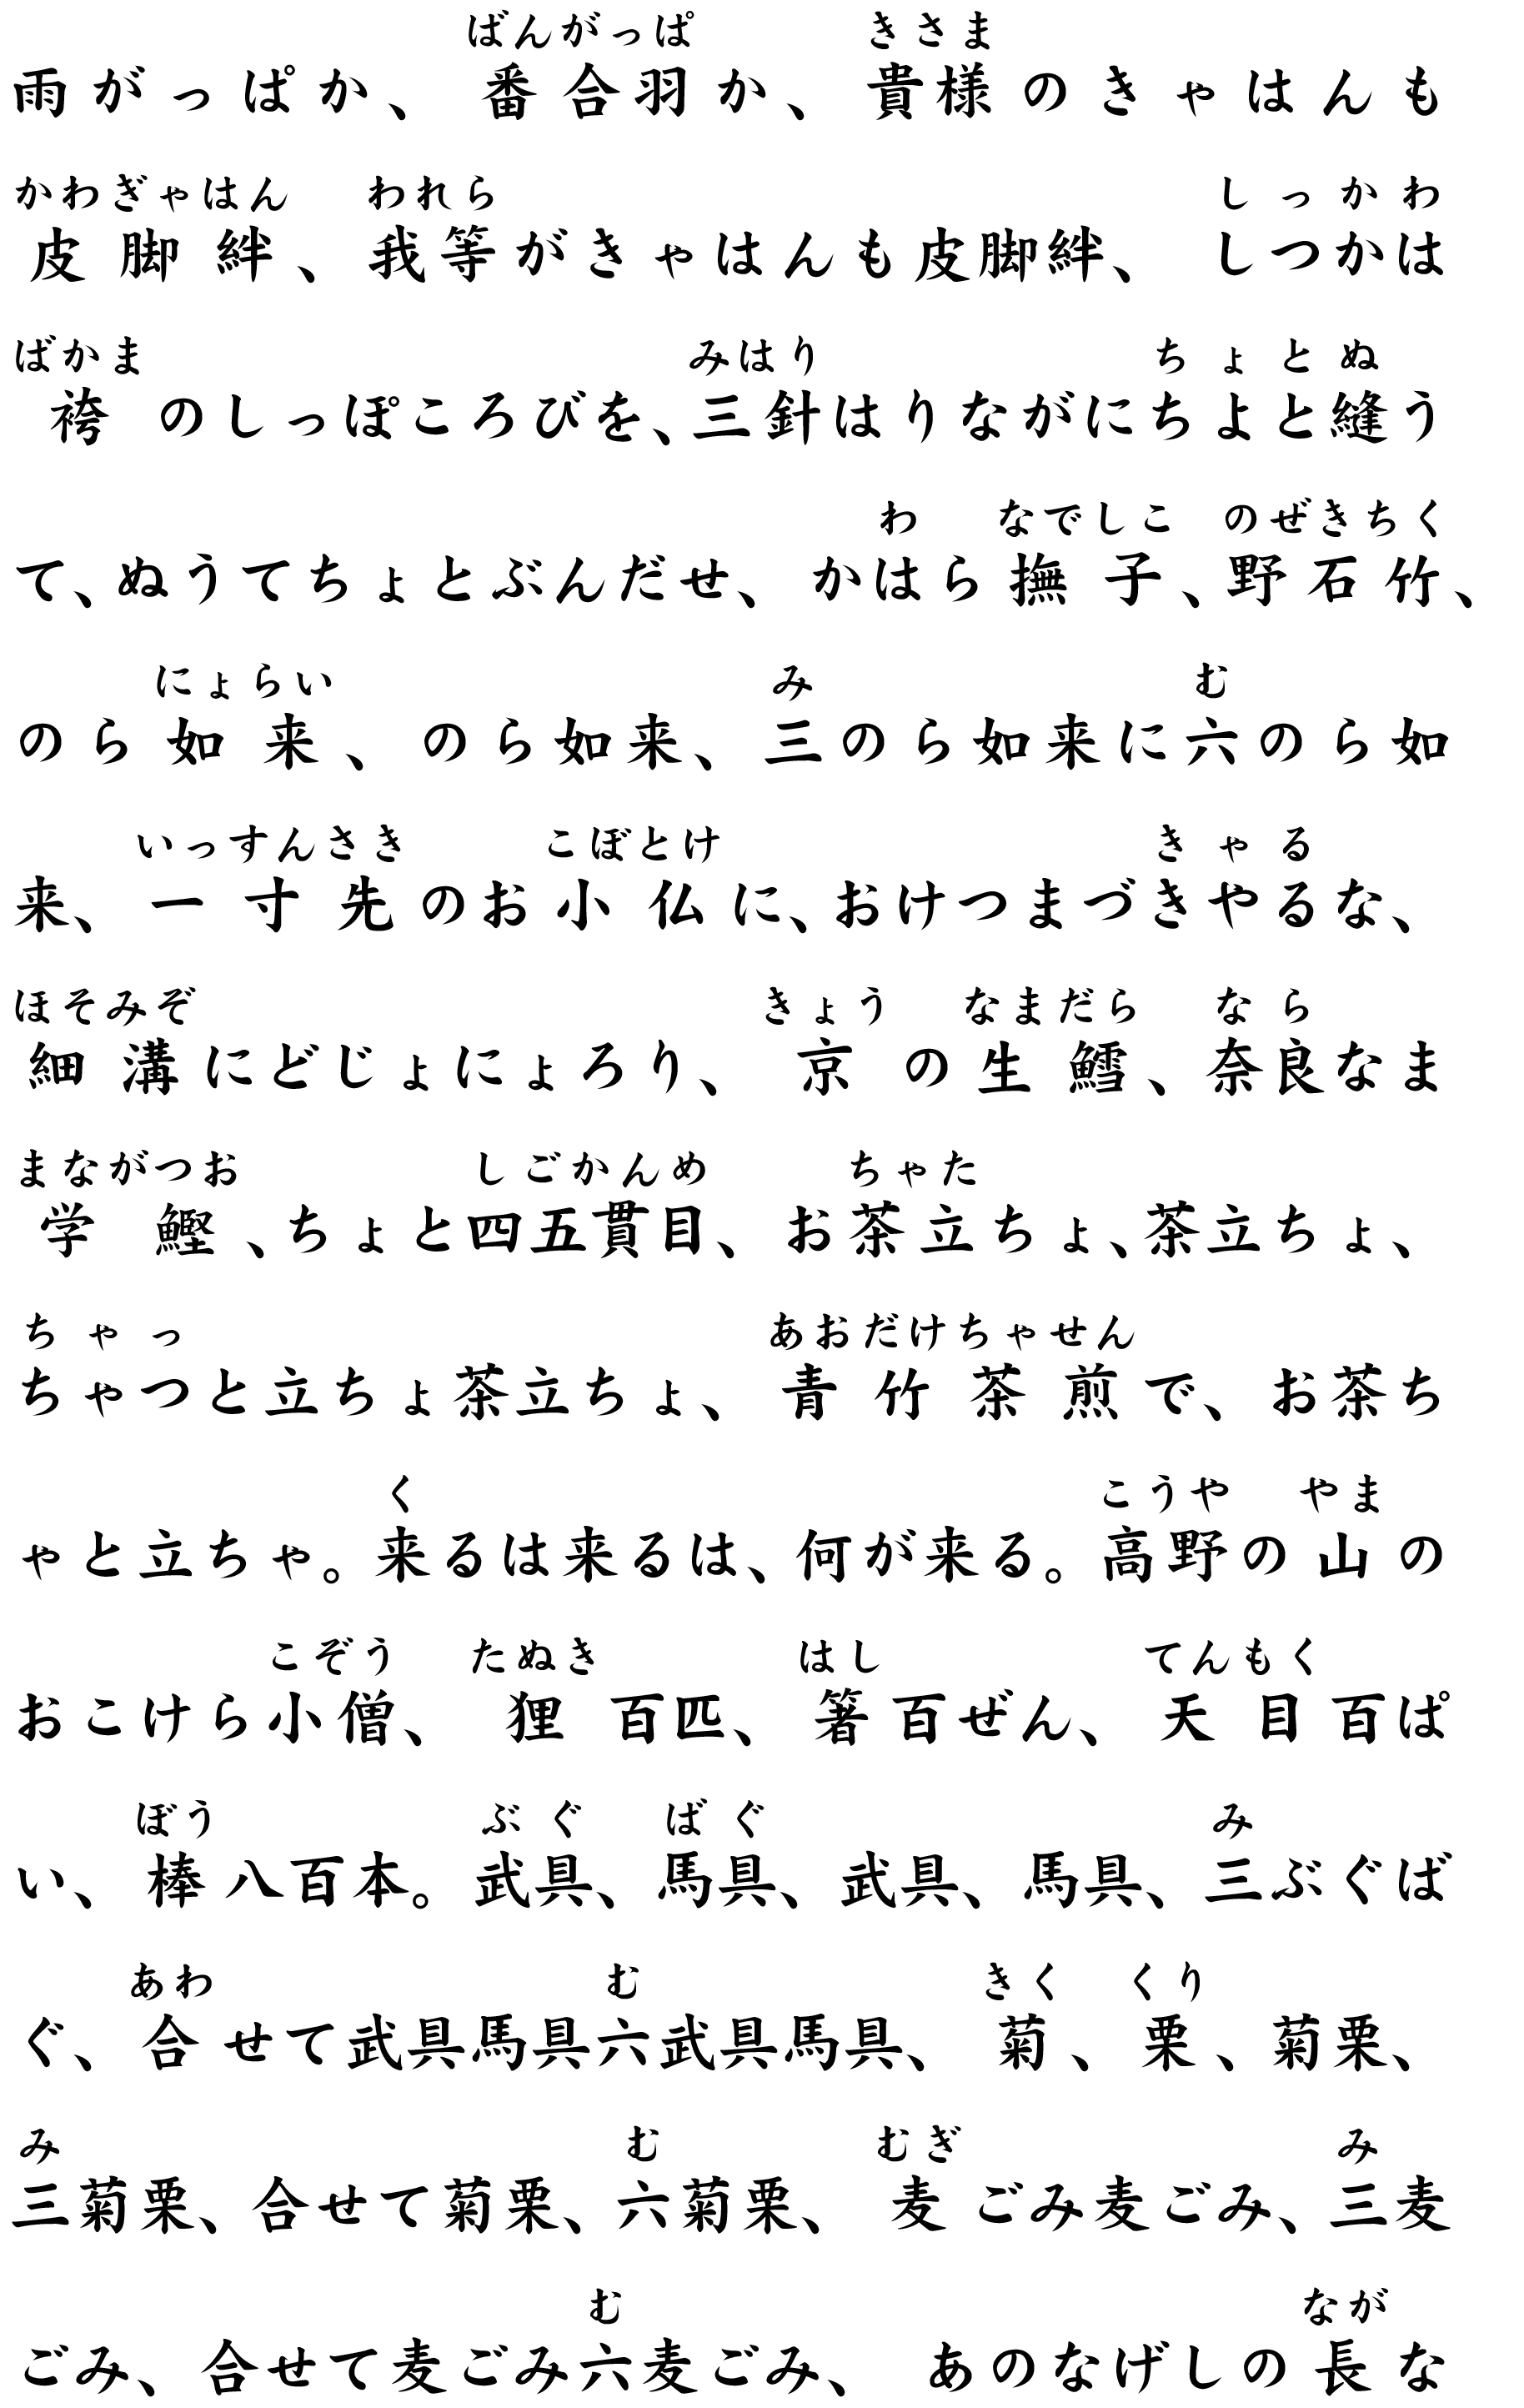 ばんがっぱ きさま
雨がっぱか、番合羽か、貴様のきゃはんも
かわぎゃはん われら しっかわ
皮脚絆、我等がきゃはんも皮脚絆、しつかは
ばかま みはり ちょとぬ
袴のしっぽころびを、三針はりながにちよと縫う
わ なでしこ のぜきちく
て、ぬうてちょとぶんだせ、かはら撫子、野石竹、
にょらい み む
のら如来、のら如来、三のら如来に六のら如
いっすんさき こぼとけ きゃる
来、一寸先のお小仏に、おけつまづきやるな、
ほそみぞ きょう なまだら なら
細溝にどじょにょろり、京の生鱈、奈良なま
まながつお しごかんめ ちゃた
学鰹、ちょと四五貫目、お茶立ちょ、茶立ちょ、
ちゃっ あおだけちゃせん
ちゃつと立ちょ茶立ちょ、青竹茶煎で、お茶ち
く こうや やま
ゃと立ちゃ。来るは来るは、何が来る。高野の山の
こぞう たぬき はし てんもく
おこけら小僧、狸百匹、箸百ぜん、天目百ぱ
ぼう ぶぐ ばぐ み
い、棒八百本。武具、馬具、武具、馬具、三ぶぐば
あわ む きく くり
ぐ、合せて武具馬具六武具馬具、菊、栗、菊栗、
み む むぎ み
三菊栗、合せて菊栗、六菊栗、麦ごみ麦ごみ、三麦
む なが
ごみ、合せて麦ごみ六麦ごみ、あのなげしの長な